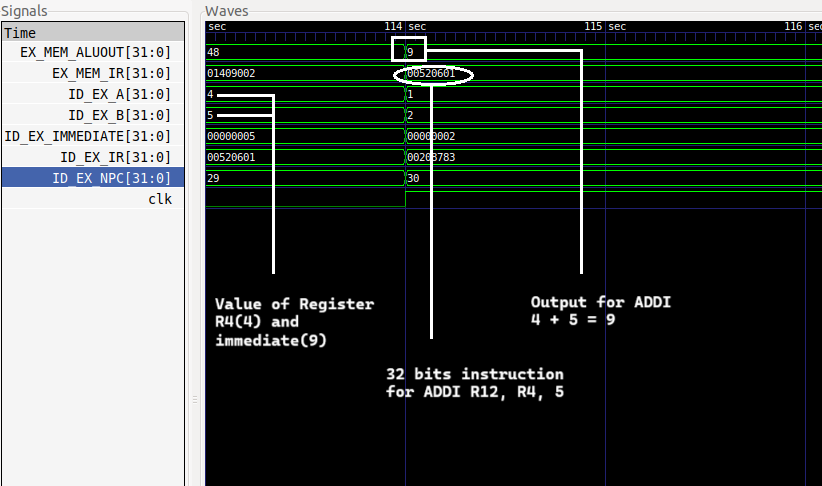 Signals
Waves
Time
sec 114 sec 115 sec 116 sec
EX_MEM_ALUOUT[31:0] 48 9
EX_MEM_IR[31:0] 01409002 00520601
ID_EX_A[31:0] 4 1
ID_EX_B[31:0] 5 2
ID_EX_IMMEDIATE[31:0] 00000005 00000002
ID_EX_IR[31:0] 00520601 00208783
ID_EX_NPC[31:0] 29 30
clk
Value of Register
R4(4) and
immediate(9)
Output for ADDI
4 + 5 = 9
32 bits instruction
for ADDI R12, R4, 5